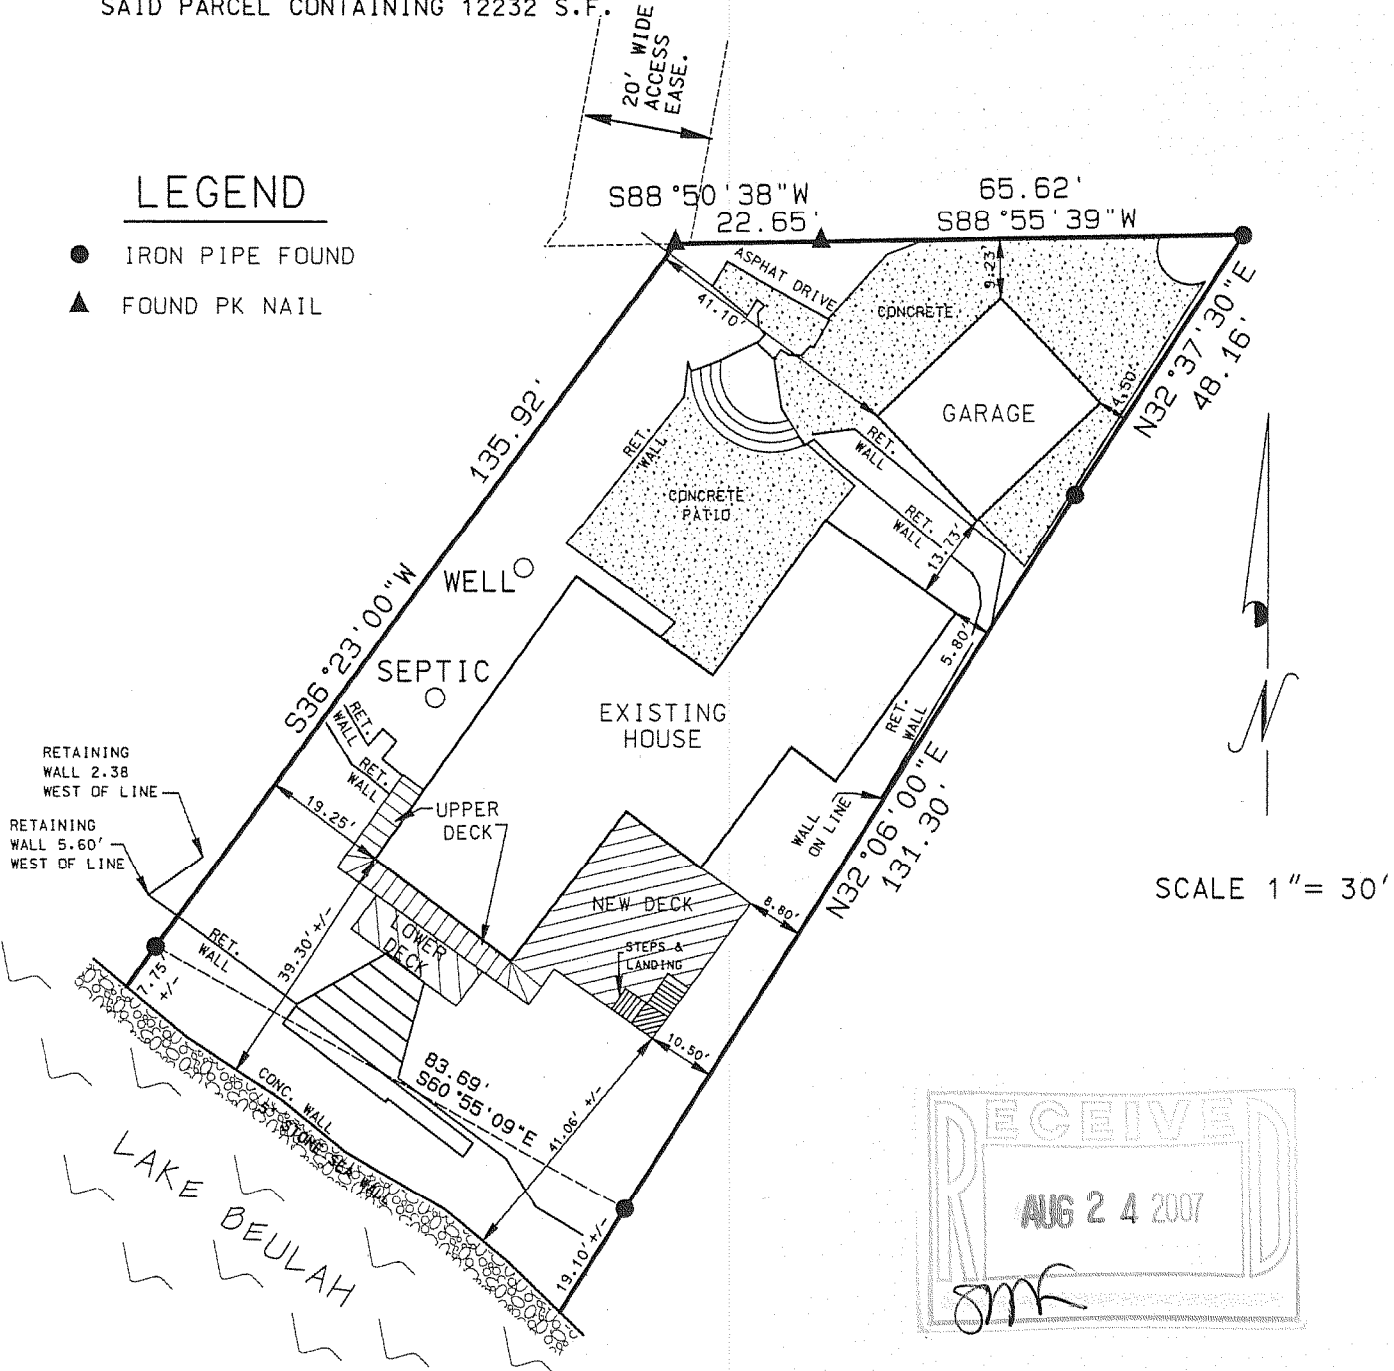 SAID PARCEL CONTAINING 12232 S.F.
20' WIDE
ACCESS
EASE.
LEGEND
IRON PIPE FOUND
FOUND PK NAIL
S88°50'38"W
22.65'
65.62'
S88°55'39"W
ASPHAT DRIVE
41.10'
9.23'
CONCRETE
4.50'
N32°37'30"E
48.16'
GARAGE
135.92'
S36°23'00"W
RET.
WALL
RET.
WALL
CONCRETE
PATIO
RET.
WALL
13.73'
WELL
SEPTIC
5.80'
EXISTING
HOUSE
RET.
WALL
RET.
WALL
RET.
WALL
RETAINING
WALL 2.38
WEST OF LINE
RETAINING
WALL 5.60'
WEST OF LINE
19.25'
UPPER
DECK
WALL
ON LINE
N32°06'00"E
131.30'
SCALE 1"= 30'
NEW DECK
8.80'
LOWER
DECK
STEPS &
LANDING
RET.
WALL
39.30' +/-
7.75'
+/-
10.50'
83.69'
S60°55'09"E
41.06' +/-
CONC. WALL
STONE SEA WALL
19.10' +/-
LAKE BEULAH
N
RECEIVED
AUG 24 2007
SMK